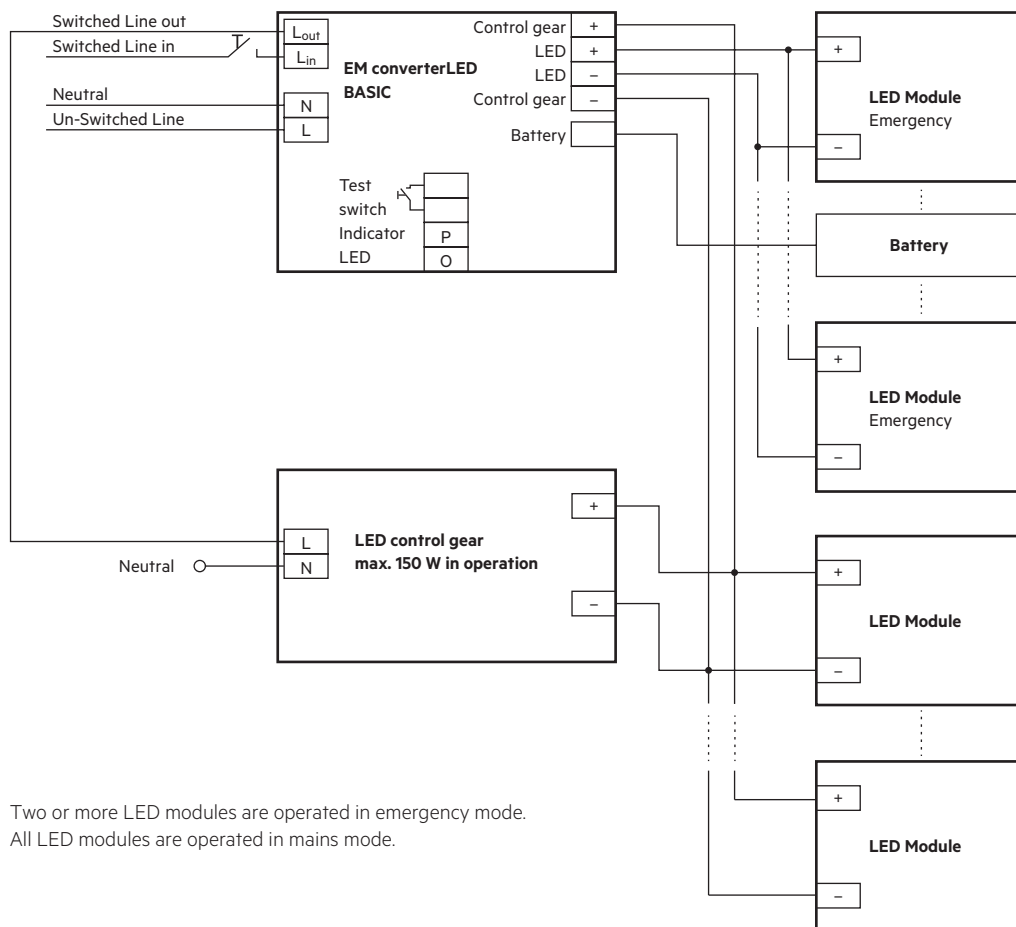 Switched Line out
Switched Line in
Neutral
Un-Switched Line
Lout
Lin
N
L
EM converterLED
BASIC
Control gear +
LED +
LED –
Control gear –
Battery
Test
switch
Indicator P
LED O
+
LED Module
Emergency
–
Battery
+
LED Module
Emergency
–
L
Neutral N
LED control gear
max. 150 W in operation
+
–
+
LED Module
–
+
LED Module
–
Two or more LED modules are operated in emergency mode.
All LED modules are operated in mains mode.